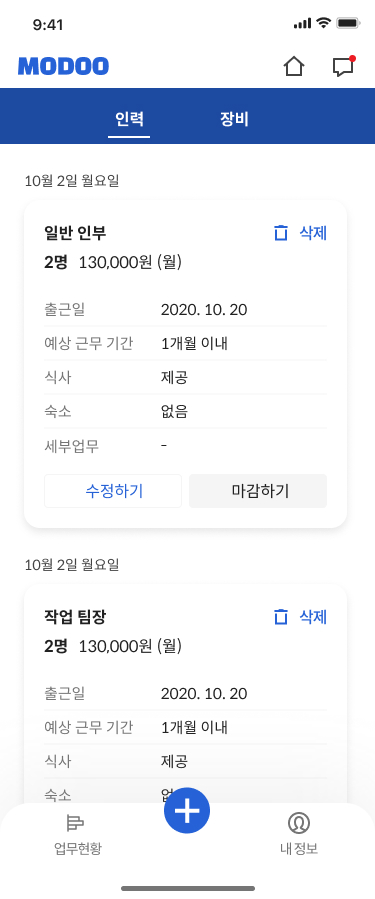 9:41
MODOO
인력 장비
10월 2일 월요일
일반 인부 삭제
2명 130,000원 (월)
출근일 2020. 10. 20
예상 근무 기간 1개월 이내
식사 제공
숙소 없음
세부업무 -
수정하기 마감하기
10월 2일 월요일
작업 팀장 삭제
2명 130,000원 (월)
출근일 2020. 10. 20
예상 근무 기간 1개월 이내
식사 제공
숙소
업무현황 내 정보